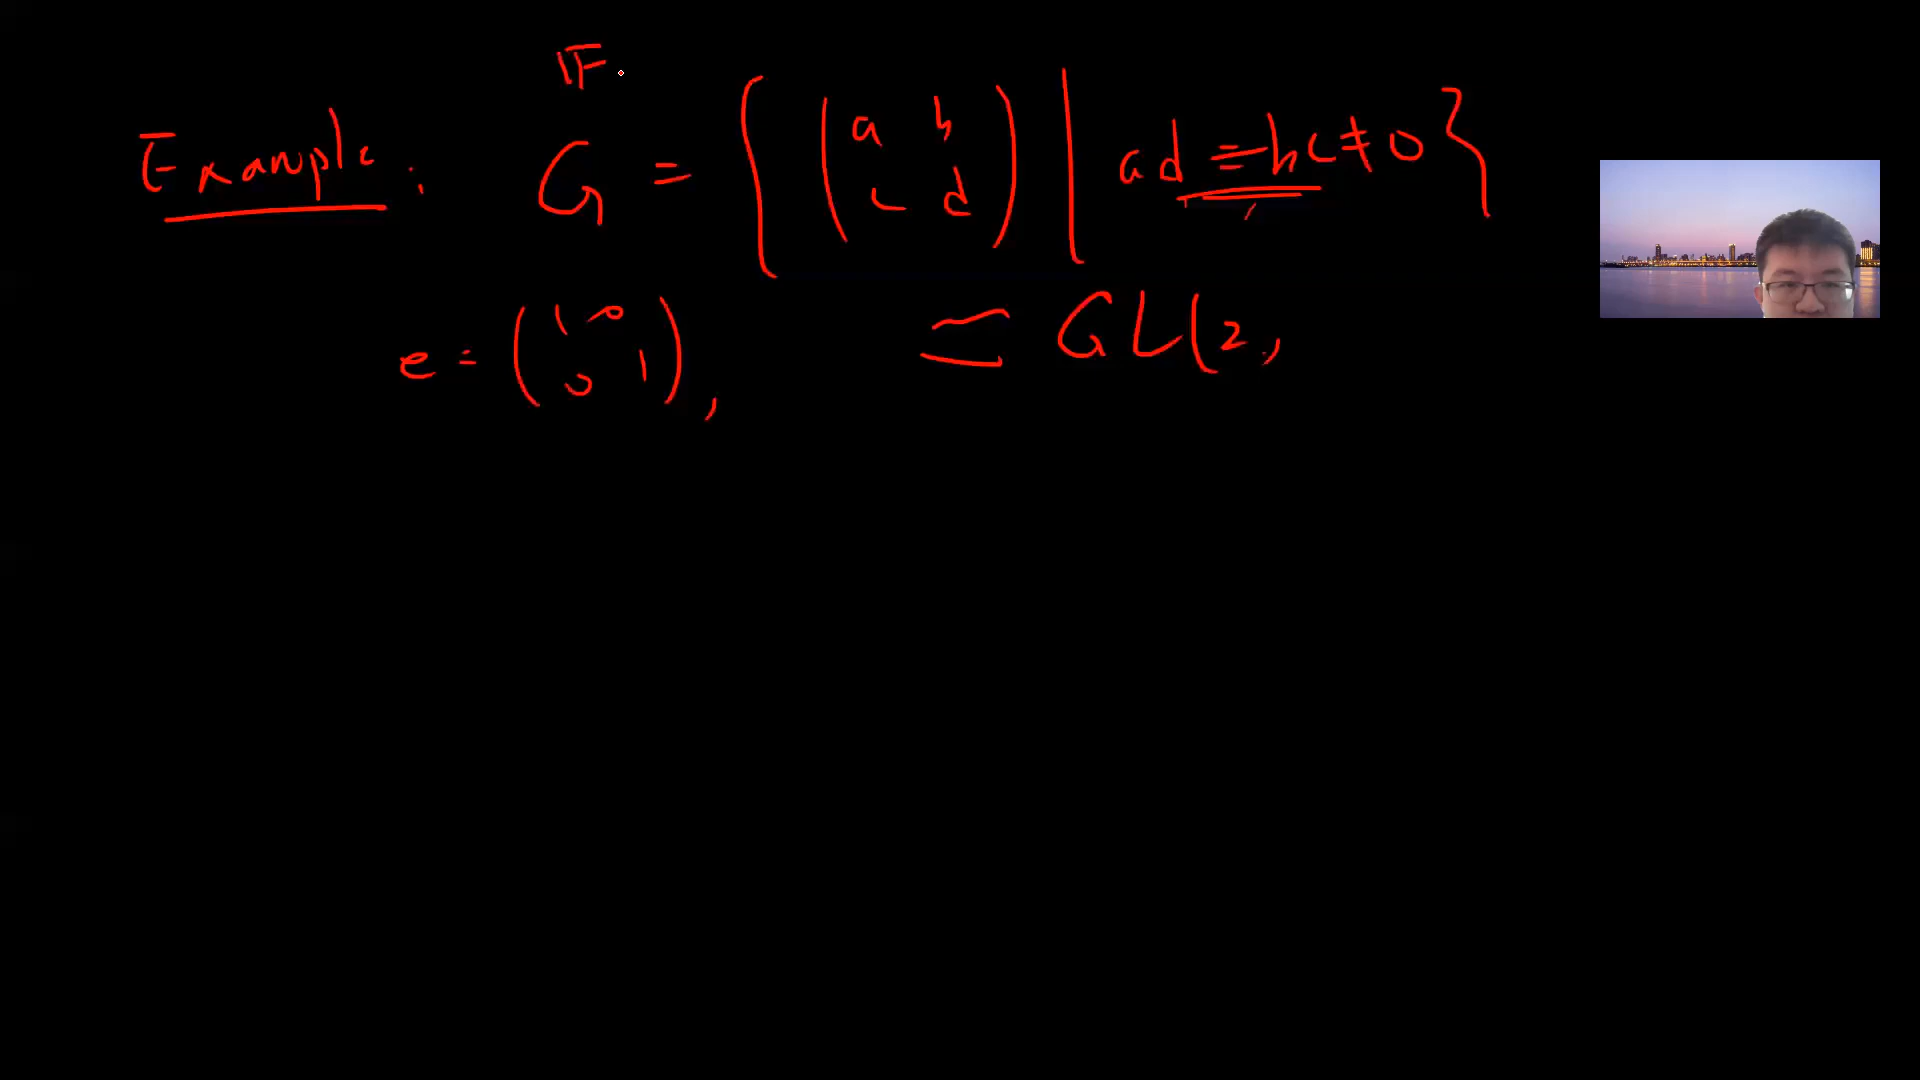 𝔽
Example: G = { ( a b ; c d ) | ad - bc ≠ 0 }
e = ( 1 0 ; 0 1 ) , = GL(2,